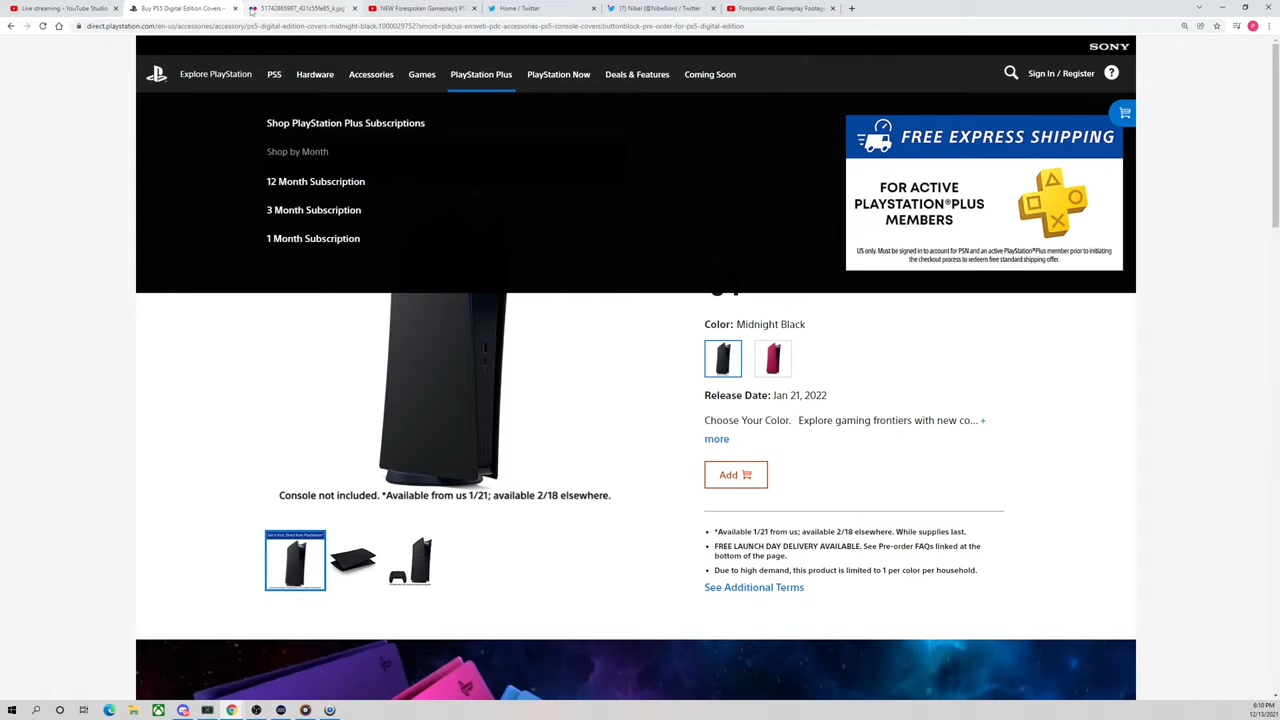 Live streaming - YouTube Studio
Buy PS5 Digital Edition Covers -
51742865997_431c55fe85_k.jpg
NEW Forespoken Gameplay|| PS
Home / Twitter
(7) Nibel (@Nibellion) / Twitter
Forspoken 4K Gameplay Footag
direct.playstation.com/en-us/accessories/accessory/ps5-digital-edition-covers-midnight-black.1000029752?smcid=pdcus-enweb-pdc-accessories-ps5-console-covers:buttonblock-pre-order-for-ps5-digital-edition
P
SONY
Explore PlayStation PS5 Hardware Accessories Games PlayStation Plus PlayStation Now Deals & Features Coming Soon
Sign In / Register ?
Shop PlayStation Plus Subscriptions
Shop by Month
12 Month Subscription
3 Month Subscription
1 Month Subscription
FREE EXPRESS SHIPPING
FOR ACTIVE
PLAYSTATION®PLUS
MEMBERS
US only. Must be signed in to account for PSN and an active PlayStation®Plus member prior to initiating
the checkout process to redeem free standard shipping offer.
Color: Midnight Black
Release Date: Jan 21, 2022
Choose Your Color. Explore gaming frontiers with new co... +
more
Add
Console not included. *Available from us 1/21; available 2/18 elsewhere.
*Available 1/21 from us; available 2/18 elsewhere. While supplies last.
FREE LAUNCH DAY DELIVERY AVAILABLE. See Pre-order FAQs linked at the
bottom of the page.
Due to high demand, this product is limited to 1 per color per household.
See Additional Terms
6:10 PM
12/13/2021